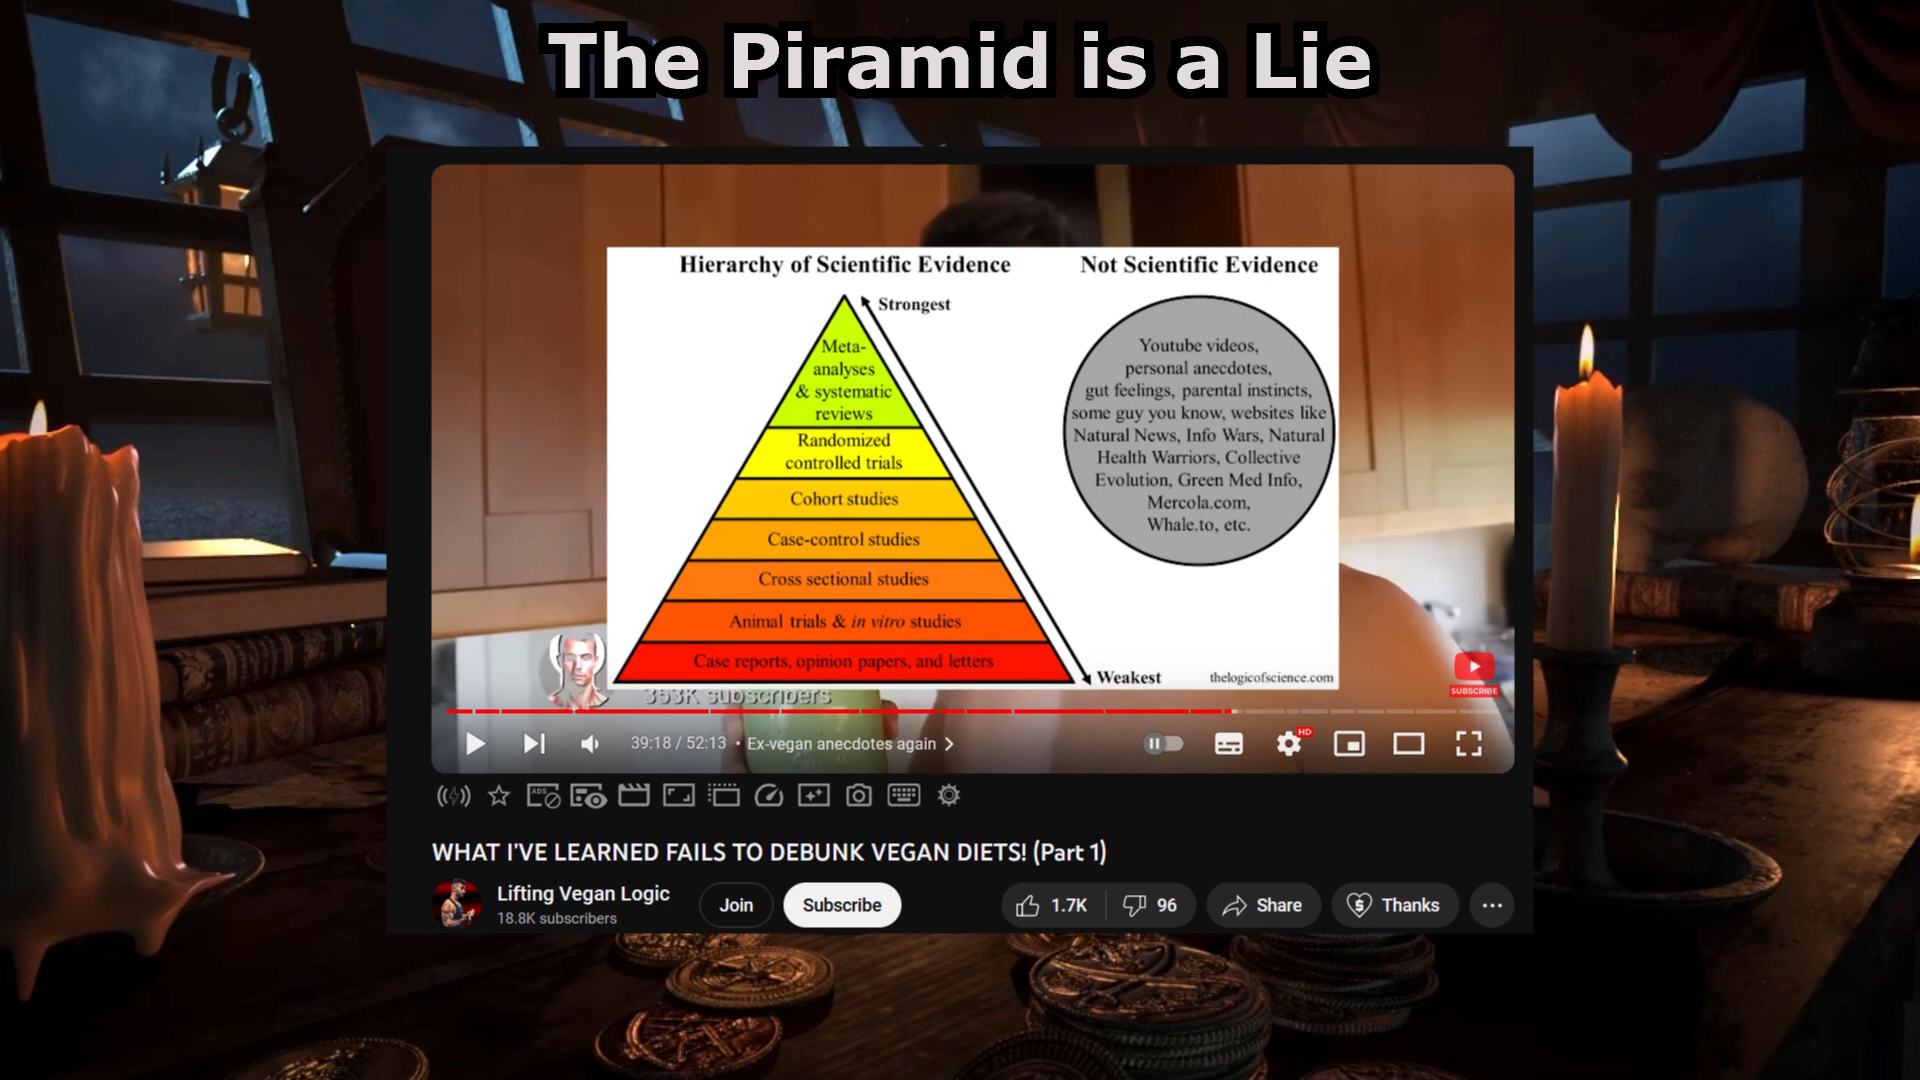 The Piramid is a Lie
Hierarchy of Scientific Evidence
Not Scientific Evidence
Strongest
Meta-
analyses
& systematic
reviews
Randomized
controlled trials
Cohort studies
Case-control studies
Cross sectional studies
Animal trials & in vitro studies
Case reports, opinion papers, and letters
Weakest
Youtube videos,
personal anecdotes,
gut feelings, parental instincts,
some guy you know, websites like
Natural News, Info Wars, Natural
Health Warriors, Collective
Evolution, Green Med Info,
Mercola.com,
Whale.to, etc.
thelogicofscience.com
353K subscribers
SUBSCRIBE
39:18 / 52:13 • Ex-vegan anecdotes again
HD
ADS
WHAT I'VE LEARNED FAILS TO DEBUNK VEGAN DIETS! (Part 1)
Lifting Vegan Logic
18.8K subscribers
Join
Subscribe
1.7K
96
Share
Thanks